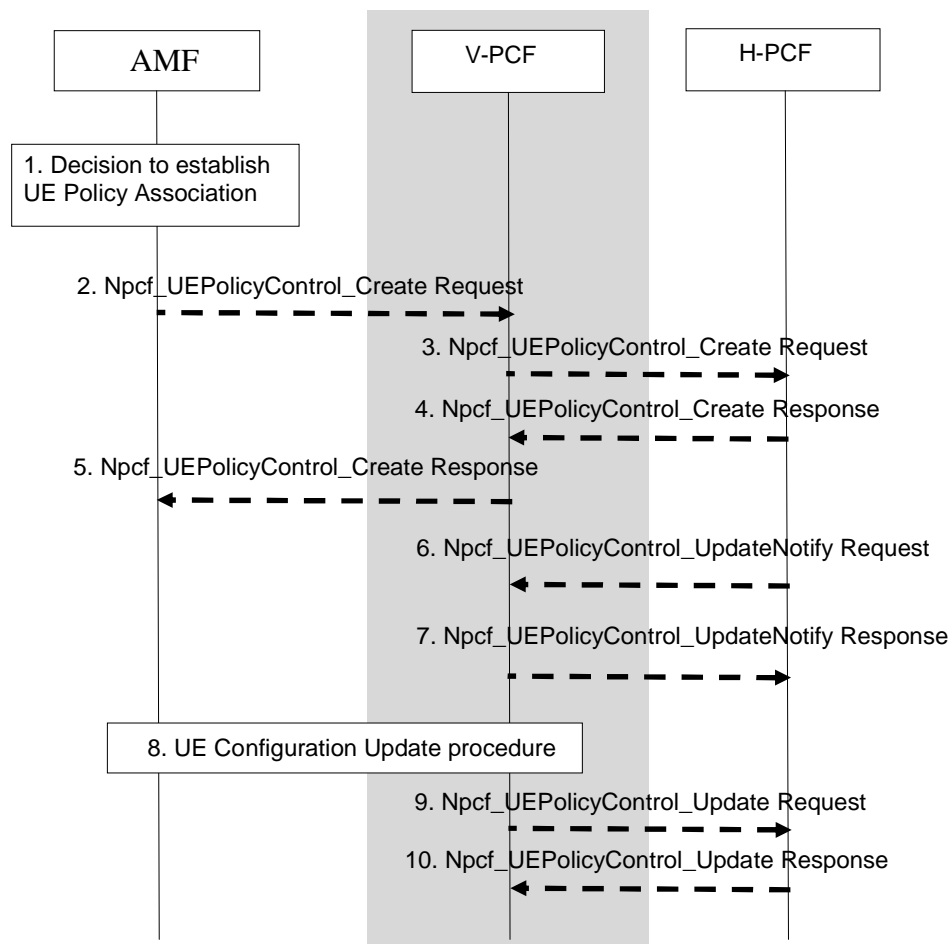 AMF
V-PCF
H-PCF
1. Decision to establish
UE Policy Association
2. Npcf_UEPolicyControl_Create Request
3. Npcf_UEPolicyControl_Create Request
4. Npcf_UEPolicyControl_Create Response
5. Npcf_UEPolicyControl_Create Response
6. Npcf_UEPolicyControl_UpdateNotify Request
7. Npcf_UEPolicyControl_UpdateNotify Response
8. UE Configuration Update procedure
9. Npcf_UEPolicyControl_Update Request
10. Npcf_UEPolicyControl_Update Response